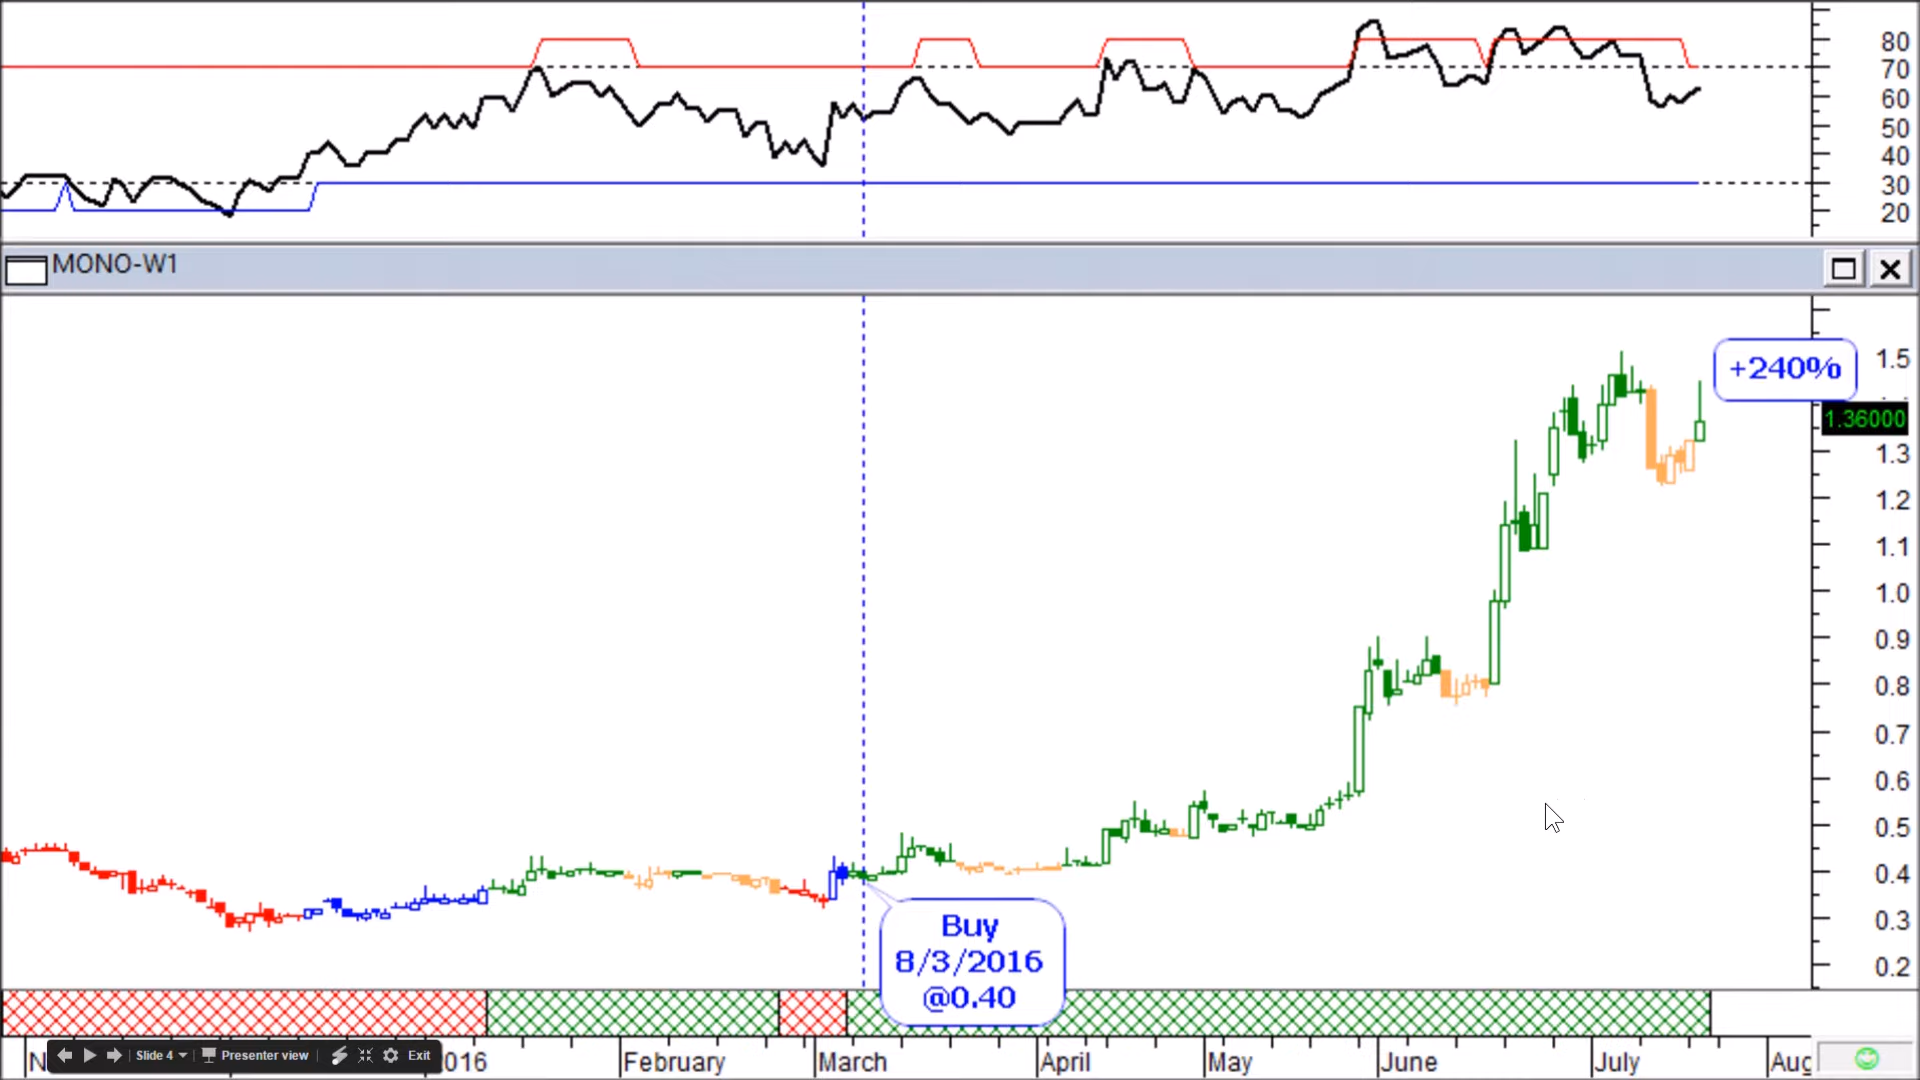 80
70
60
50
40
30
20
MONO-W1
1.5
+240%
1.36000
1.3
1.2
1.1
1.0
0.9
0.8
0.7
0.6
0.5
0.4
0.3
0.2
Buy
8/3/2016
@0.40
N
Slide 4
Presenter view
Exit
016
February
March
April
May
June
July
Aug